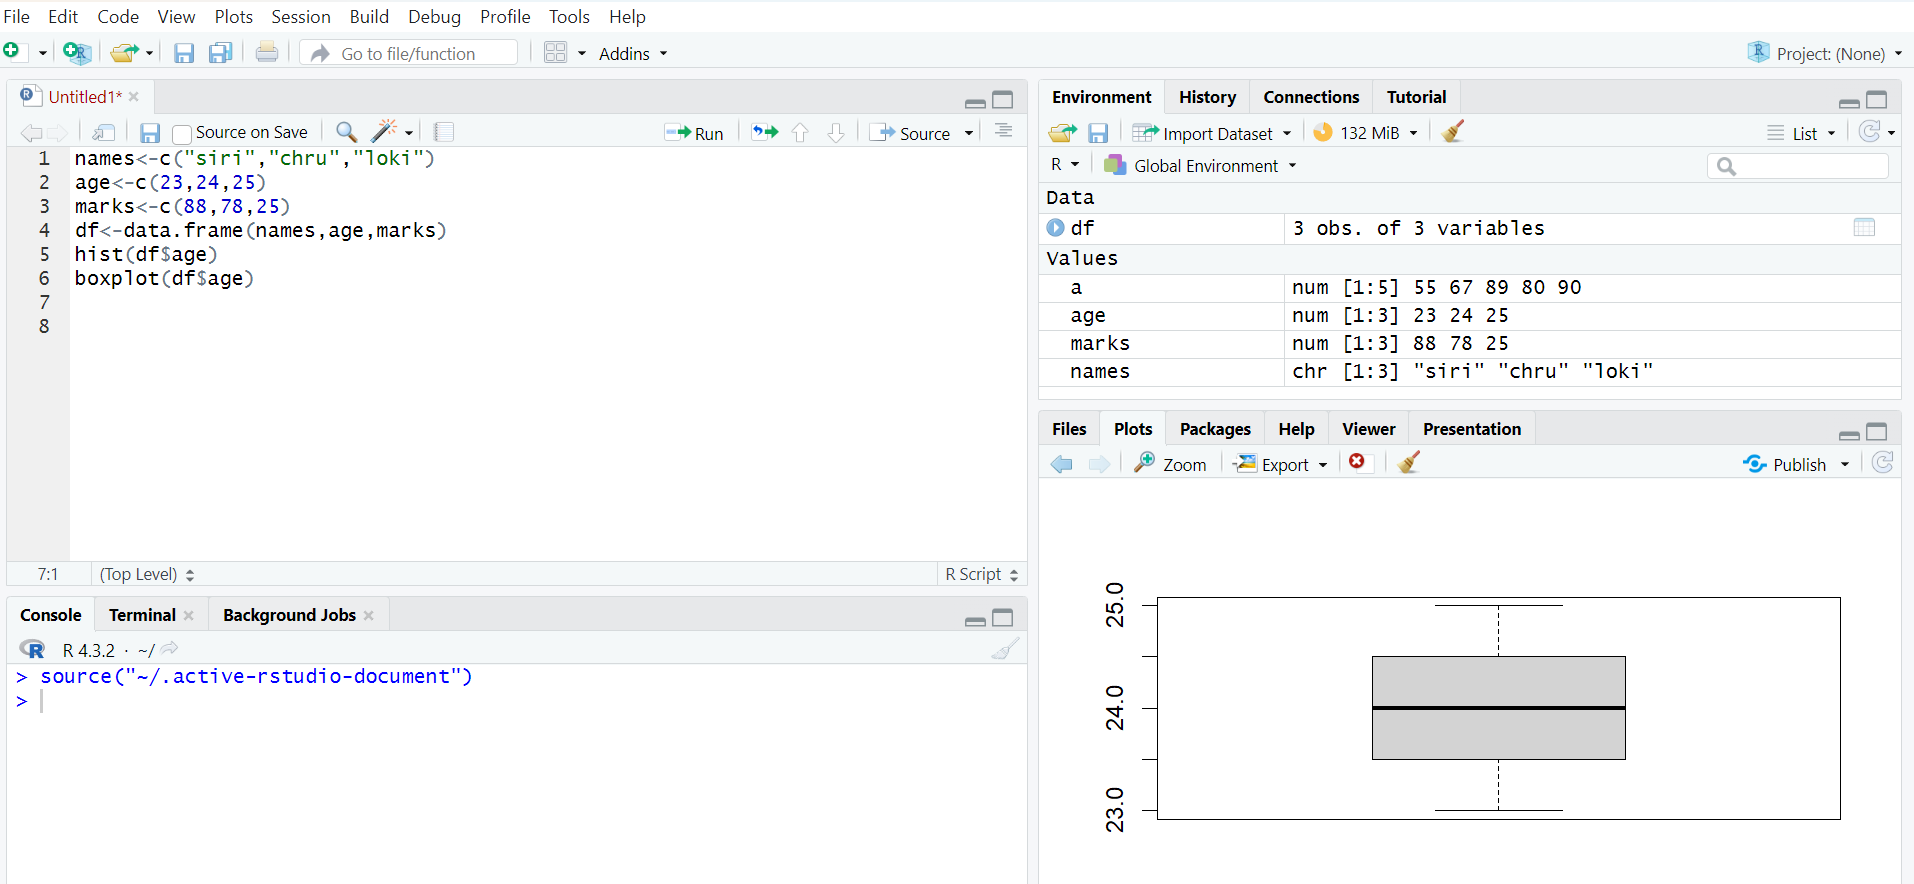 File Edit Code View Plots Session Build Debug Profile Tools Help
Go to file/function Addins Project: (None)
Untitled1*
Source on Save Run Source
1 names<-c("siri","chru","loki")
2 age<-c(23,24,25)
3 marks<-c(88,78,25)
4 df<-data.frame(names,age,marks)
5 hist(df$age)
6 boxplot(df$age)
7
8
7:1 (Top Level) R Script
Console Terminal Background Jobs
R R 4.3.2 · ~/
> source("~/.active-rstudio-document")
>
Environment History Connections Tutorial
Import Dataset 132 MiB List
R Global Environment
Data
df 3 obs. of 3 variables
Values
a num [1:5] 55 67 89 80 90
age num [1:3] 23 24 25
marks num [1:3] 88 78 25
names chr [1:3] "siri" "chru" "loki"
Files Plots Packages Help Viewer Presentation
Zoom Export Publish
25.0
24.0
23.0